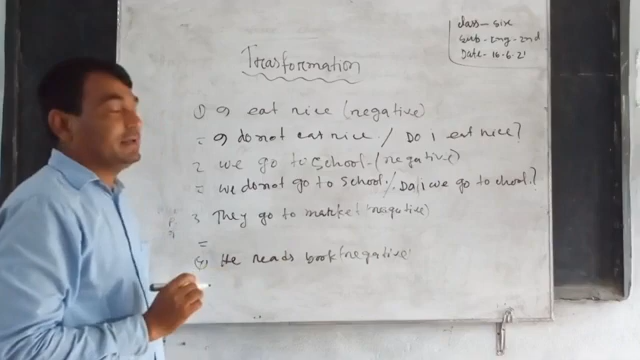 class- six
Sub- Eng- 2nd
Date- 16.6.21
Trasformation
① I eat rice (negative)
= I do not eat rice / Do I eat rice?
2 we go to School-(negative)
= we do not go to School. / Do we go to chool?
3 They go to market (negative)
=
④ He reads book (negative